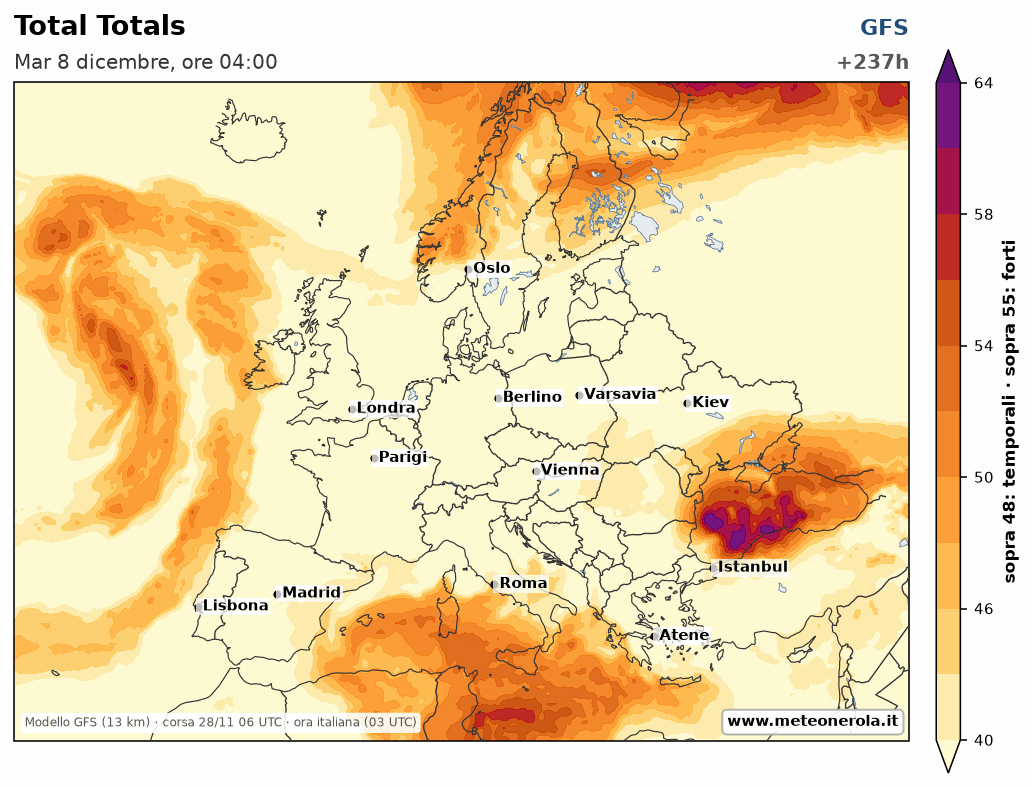 Total Totals
GFS
Mar 8 dicembre, ore 04:00
+237h
64
58
54
50
46
40
sopra 48: temporali · sopra 55: forti
Oslo
Berlino
Varsavia
Kiev
Londra
Parigi
Vienna
Istanbul
Roma
Madrid
Lisbona
Atene
Modello GFS (13 km) · corsa 28/11 06 UTC · ora italiana (03 UTC)
www.meteonerola.it